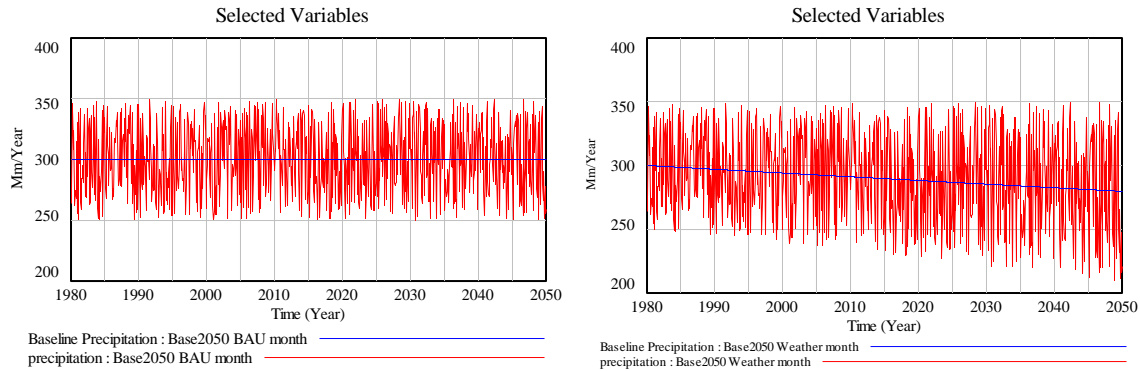 Selected Variables
400
350
300
250
200
Mm/Year
1980 1990 2000 2010 2020 2030 2040 2050
Time (Year)
Baseline Precipitation : Base2050 BAU month
precipitation : Base2050 BAU month
Selected Variables
400
350
300
250
200
Mm/Year
1980 1990 2000 2010 2020 2030 2040 2050
Time (Year)
Baseline Precipitation : Base2050 Weather month
precipitation : Base2050 Weather month